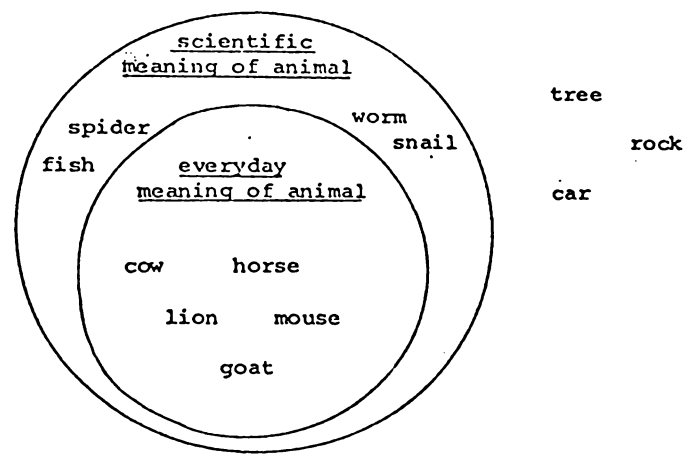 scientific
meaning of animal
tree
worm
spider
snail
rock
fish
everyday
meaning of animal
car
cow horse
lion mouse
goat